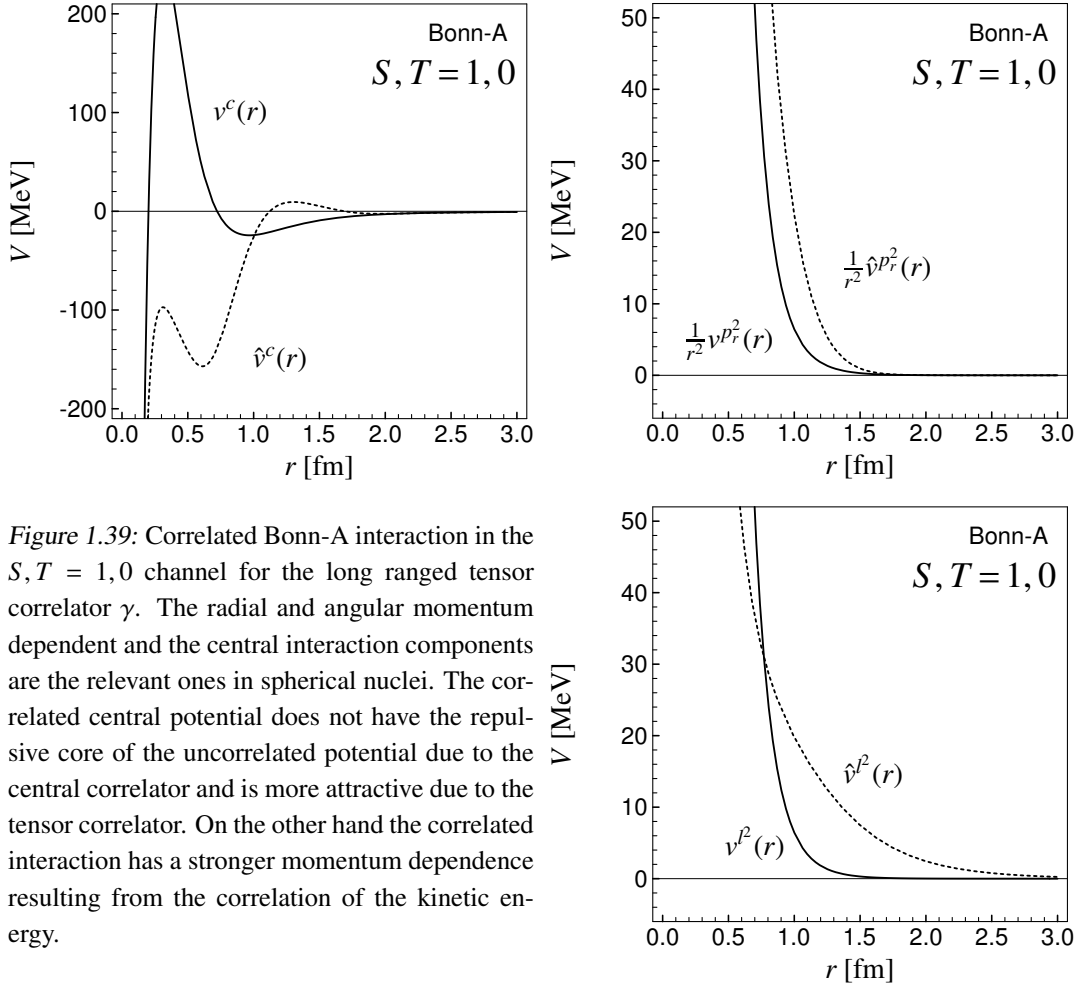 200
100
0
-100
-200
V [MeV]
Bonn-A
S, T = 1, 0
v^c(r)
v̂^c(r)
0.0 0.5 1.0 1.5 2.0 2.5 3.0
r [fm]
50
40
30
20
10
0
V [MeV]
Bonn-A
S, T = 1, 0
1/r² v̂^{p_r²}(r)
1/r² v^{p_r²}(r)
0.0 0.5 1.0 1.5 2.0 2.5 3.0
r [fm]
Figure 1.39: Correlated Bonn-A interaction in the
S, T = 1, 0 channel for the long ranged tensor
correlator γ. The radial and angular momentum
dependent and the central interaction components
are the relevant ones in spherical nuclei. The cor-
related central potential does not have the repul-
sive core of the uncorrelated potential due to the
central correlator and is more attractive due to the
tensor correlator. On the other hand the correlated
interaction has a stronger momentum dependence
resulting from the correlation of the kinetic en-
ergy.
50
40
30
20
10
0
V [MeV]
Bonn-A
S, T = 1, 0
v̂^{l²}(r)
v^{l²}(r)
0.0 0.5 1.0 1.5 2.0 2.5 3.0
r [fm]